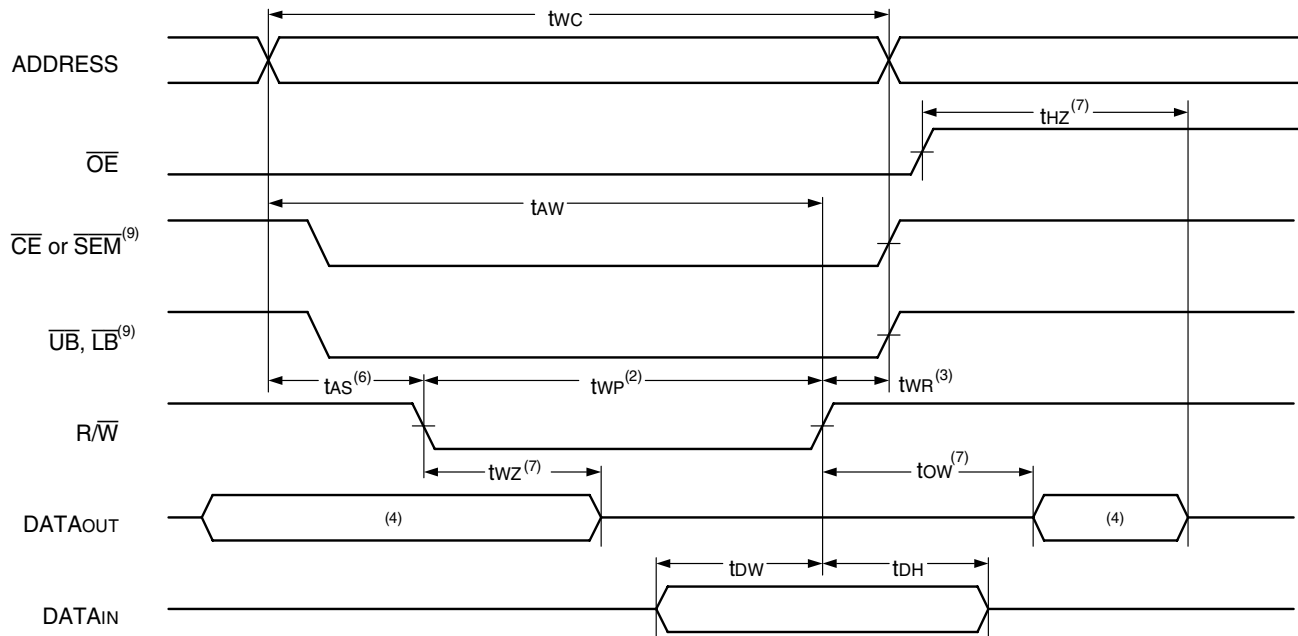 tWC
ADDRESS
tHZ(7)
OE
tAW
CE or SEM(9)
UB, LB(9)
tAS(6)
tWP(2)
tWR(3)
R/W
tWZ(7)
tOW(7)
DATAOUT
(4)
(4)
tDW
tDH
DATAIN